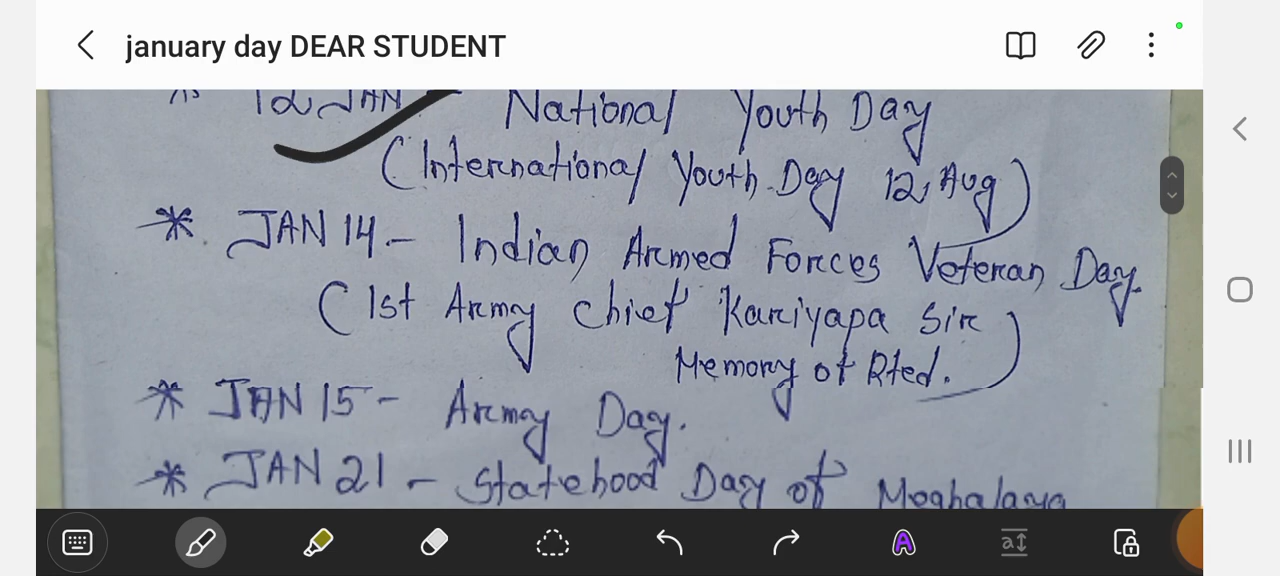 january day DEAR STUDENT
12 JAN National Youth Day
(International Youth Day 12, Aug)
* JAN 14 - Indian Armed Forces Veteran Day.
(1st Army chief Kariyapa Sir
Memory of Rted.)
* JAN 15 - Army Day.
* JAN 21 - Statehood Day of Meghalaya
A
a